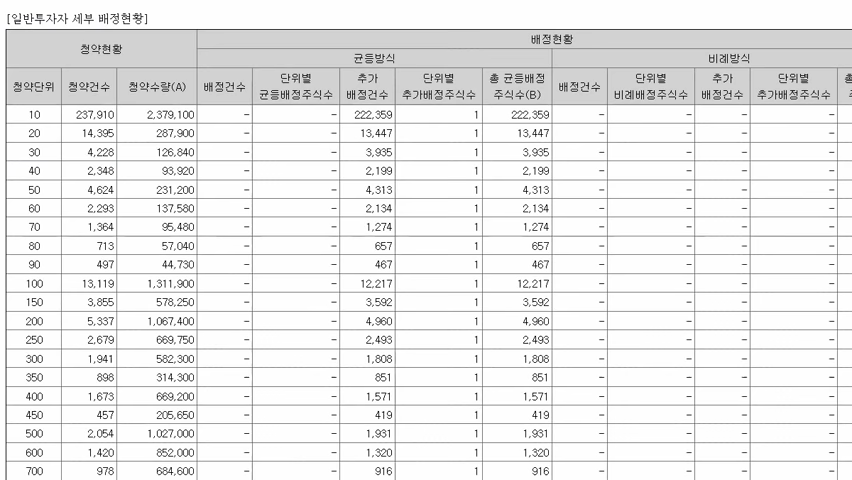 [일반투자자 세부 배정현황]
청약현황 배정현황
균등방식 비례방식
청약단위 청약건수 청약수량(A) 배정건수 단위별 균등배정주식수 추가 배정건수 단위별 추가배정주식수 총 균등배정 주식수(B) 배정건수 단위별 비례배정주식수 추가 배정건수 단위별 추가배정주식수
10 237,910 2,379,100 - - 222,359 1 222,359 - - - -
20 14,395 287,900 - - 13,447 1 13,447 - - - -
30 4,228 126,840 - - 3,935 1 3,935 - - - -
40 2,348 93,920 - - 2,199 1 2,199 - - - -
50 4,624 231,200 - - 4,313 1 4,313 - - - -
60 2,293 137,580 - - 2,134 1 2,134 - - - -
70 1,364 95,480 - - 1,274 1 1,274 - - - -
80 713 57,040 - - 657 1 657 - - - -
90 497 44,730 - - 467 1 467 - - - -
100 13,119 1,311,900 - - 12,217 1 12,217 - - - -
150 3,855 578,250 - - 3,592 1 3,592 - - - -
200 5,337 1,067,400 - - 4,960 1 4,960 - - - -
250 2,679 669,750 - - 2,493 1 2,493 - - - -
300 1,941 582,300 - - 1,808 1 1,808 - - - -
350 898 314,300 - - 851 1 851 - - - -
400 1,673 669,200 - - 1,571 1 1,571 - - - -
450 457 205,650 - - 419 1 419 - - - -
500 2,054 1,027,000 - - 1,931 1 1,931 - - - -
600 1,420 852,000 - - 1,320 1 1,320 - - - -
700 978 684,600 - - 916 1 916 - - - -